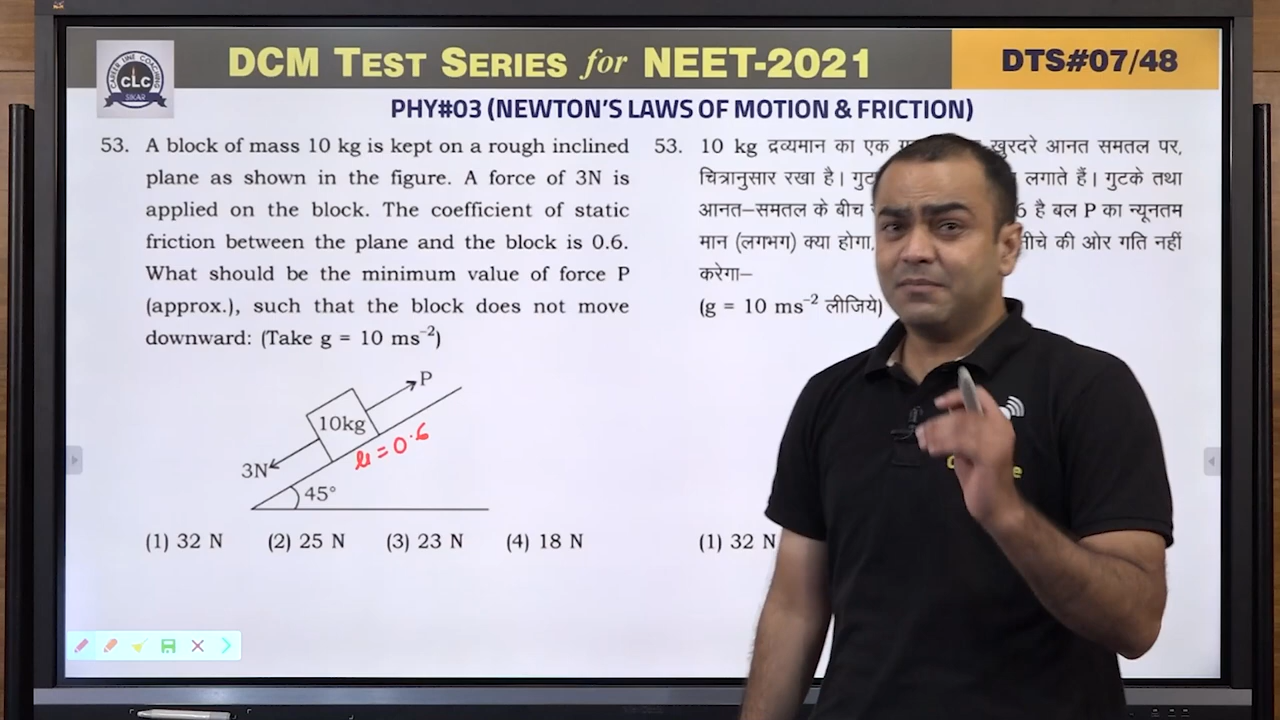 DCM TEST SERIES for NEET-2021
DTS#07/48
CAREER LINE COACHING
CLC
SIKAR
PHY#03 (NEWTON'S LAWS OF MOTION & FRICTION)
53. A block of mass 10 kg is kept on a rough inclined
plane as shown in the figure. A force of 3N is
applied on the block. The coefficient of static
friction between the plane and the block is 0.6.
What should be the minimum value of force P
(approx.), such that the block does not move
downward: (Take g = 10 ms⁻²)
P
10kg
μ = 0.6
3N
45°
(1) 32 N (2) 25 N (3) 23 N (4) 18 N
53. 10 kg द्रव्यमान का एक खुरदरे आनत समतल पर,
चित्रानुसार रखा है। लगाते हैं। गुटके तथा
आनत–समतल के बीच है बल P का न्यूनतम
मान (लगभग) क्या होगा, नीचे की ओर गति नहीं
करेगा–
(g = 10 ms⁻² लीजिये)
(1) 32 N